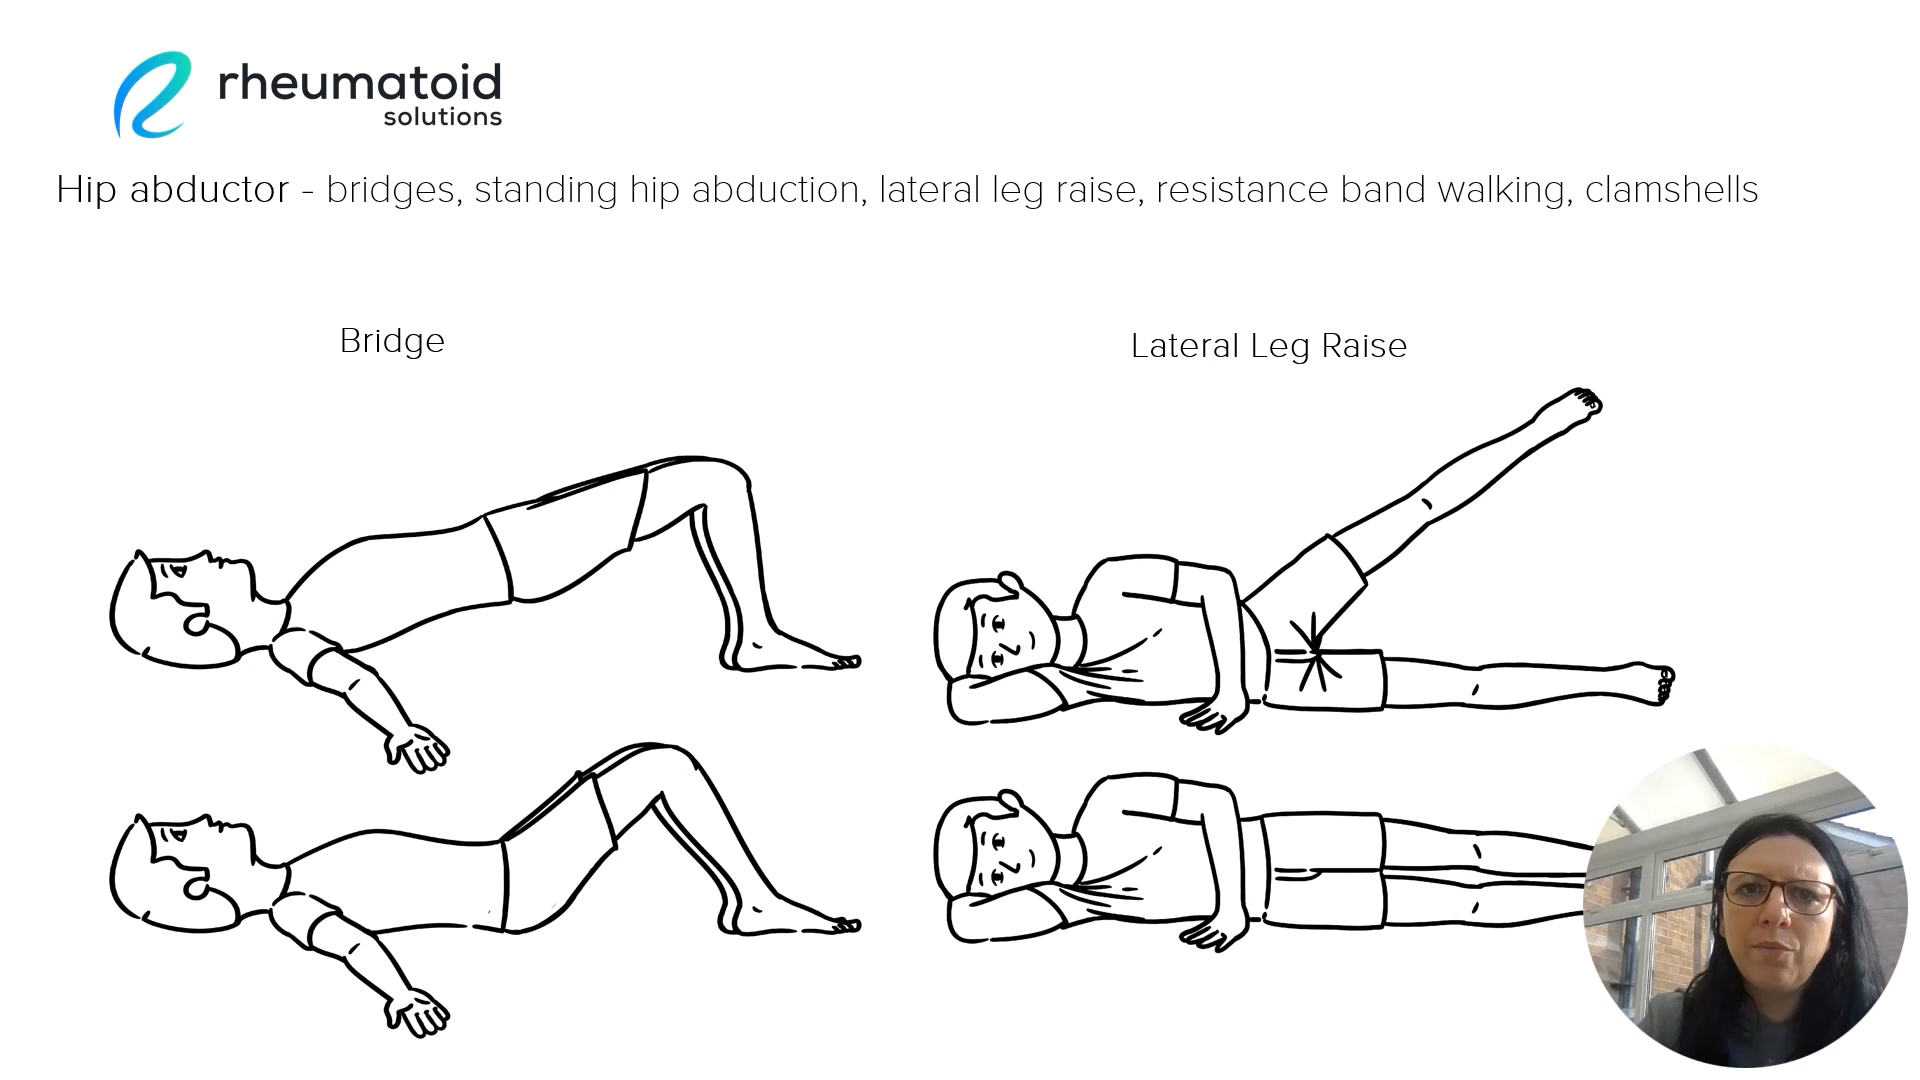 rheumatoid
solutions
Hip abductor - bridges, standing hip abduction, lateral leg raise, resistance band walking, clamshells
Bridge
Lateral Leg Raise